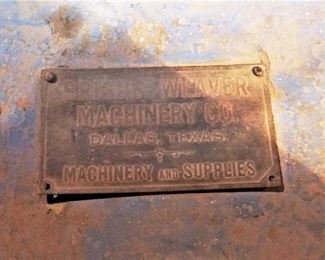 WEAVER
MACHINERY CO.
DALLAS, TEXAS.
MACHINERY AND SUPPLIES